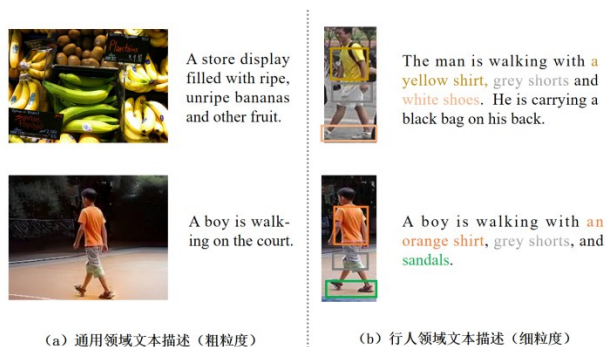 Plantains
A store display
filled with ripe,
unripe bananas
and other fruit.
A boy is walk-
ing on the court.
(a) 通用领域文本描述（粗粒度）
The man is walking with a
yellow shirt, grey shorts and
white shoes. He is carrying a
black bag on his back.
A boy is walking with an
orange shirt, grey shorts, and
sandals.
(b) 行人领域文本描述（细粒度）